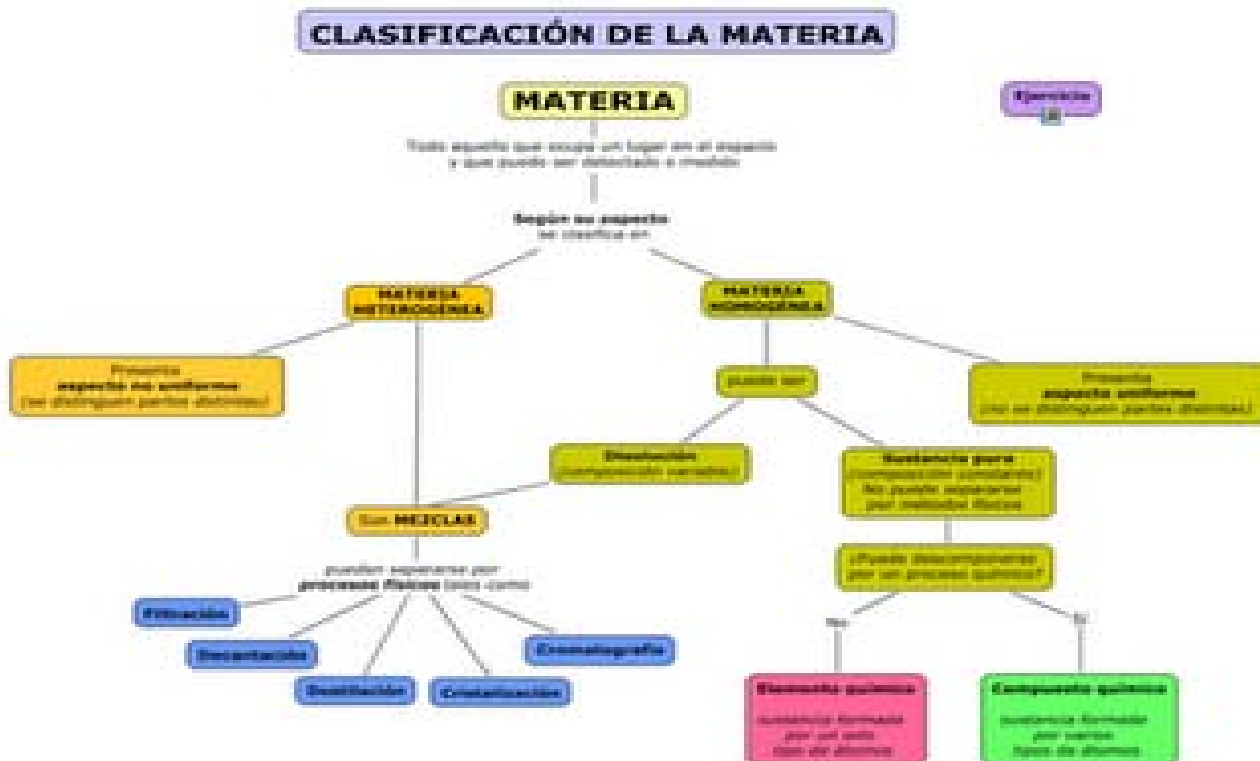 CLASIFICACIÓN DE LA MATERIA
MATERIA
Ejercicio
Todo aquello que ocupa un lugar en el espacio
y que puede ser detectado o medido
Según su aspecto
se clasifica en
MATERIA
HETEROGÉNEA
MATERIA
HOMOGÉNEA
Presenta
aspecto no uniforme
(se distinguen partes distintas)
puede ser
Presenta
aspecto uniforme
(no se distinguen partes distintas)
Disolución
(composición variable)
Sustancia pura
(composición constante)
No puede separarse
por métodos físicos
Son MEZCLAS
pueden separarse por
procesos físicos como
¿Puede descomponerse
por un proceso químico?
Filtración
Decantación
Destilación
Cristalización
Cromatografía
No
Sí
Elemento químico
sustancia formada
por un solo
tipo de átomos
Compuesto químico
sustancia formada
por varios
tipos de átomos